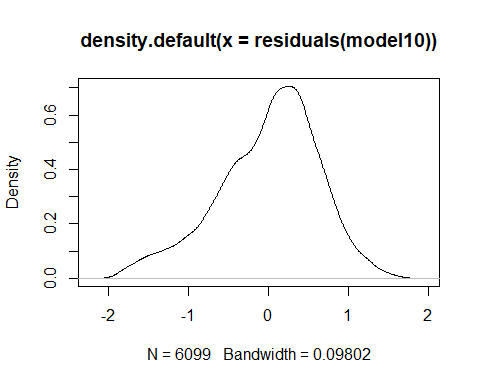 density.default(x = residuals(model10))
Density
0.0 0.2 0.4 0.6
-2 -1 0 1 2
N = 6099 Bandwidth = 0.09802